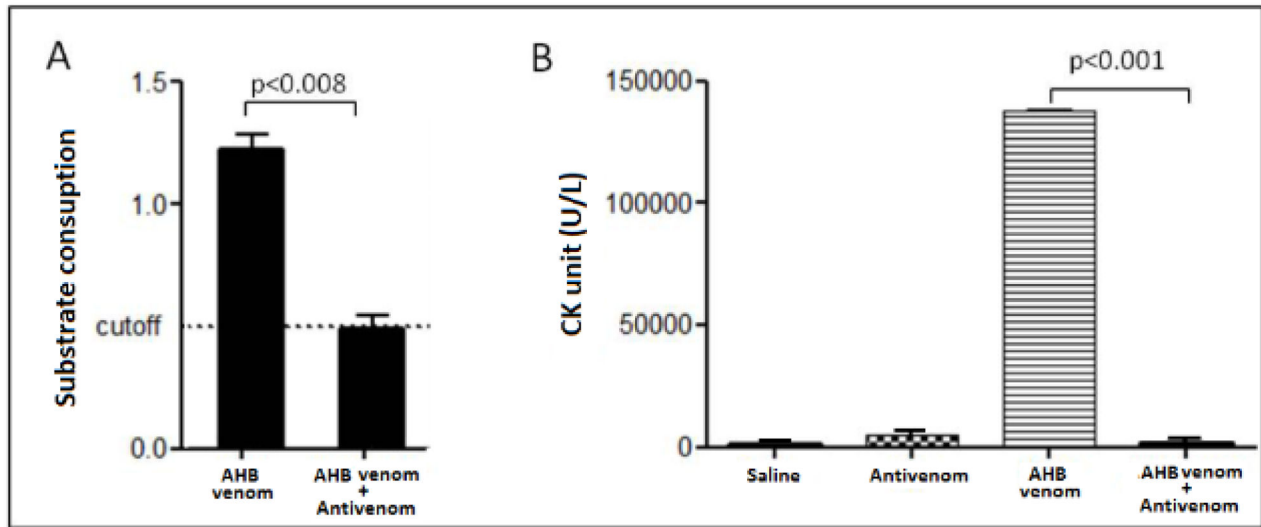 A
p<0.008
1.5
1.0
cutoff
0.0
Substrate consuption
AHB
venom
AHB venom
+
Antivenom
B
p<0.001
150000
100000
50000
0
CK unit (U/L)
Saline
Antivenom
AHB
venom
AHB venom
+
Antivenom